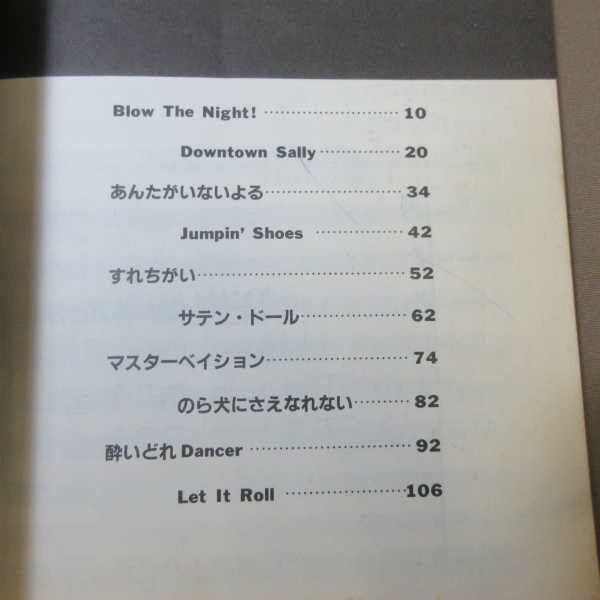 Blow The Night! ························ 10
Downtown Sally ·············· 20
あんたがいないよる ························ 34
Jumpin' Shoes ··············· 42
すれちがい ································· 52
サテン・ドール ·················· 62
マスターベイション ························ 74
のら犬にさえなれない ·········· 82
酔いどれ Dancer ···························· 92
Let It Roll ····················· 106